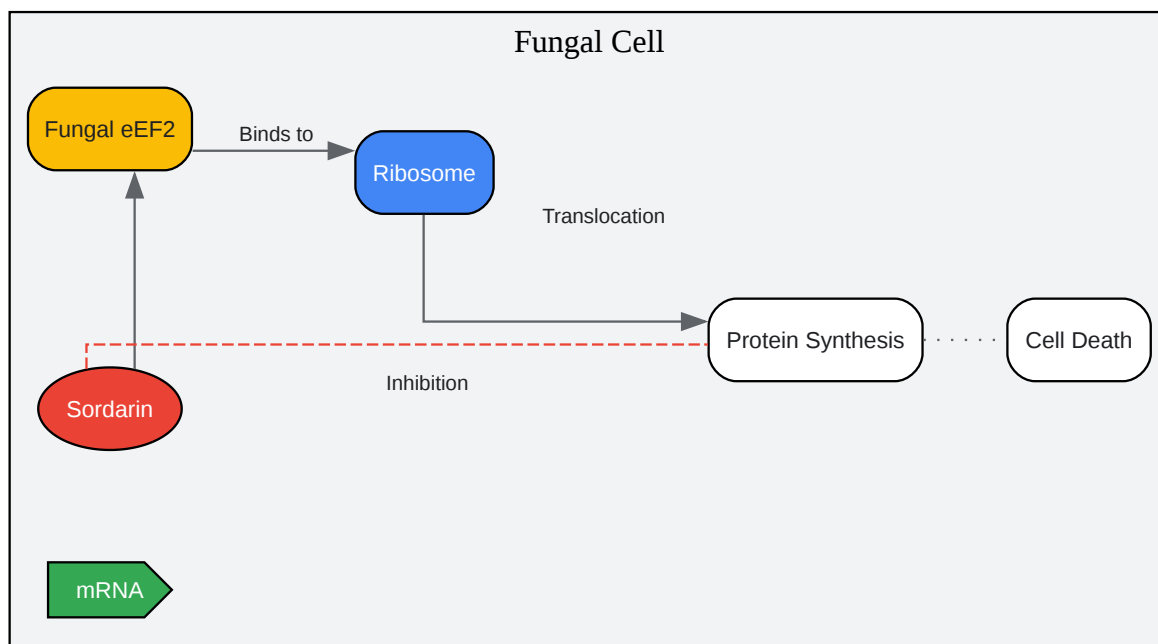 Fungal Cell
Fungal eEF2
Binds to
Ribosome
Translocation
Protein Synthesis
Cell Death
Inhibition
Sordarin
mRNA